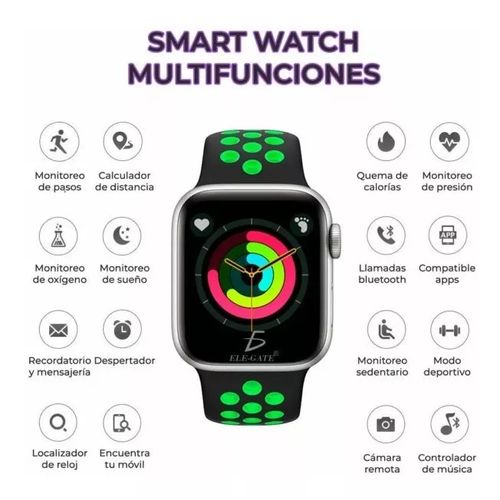 SMART WATCH
MULTIFUNCIONES
Monitoreo
de pasos
Calculador
de distancia
Quema de
calorías
Monitoreo
de presión
Monitoreo
de oxígeno
Monitoreo
de sueño
Llamadas
bluetooth
APP
Compatible
apps
ELE-GATE
Recordatorio
y mensajería
Despertador
Monitoreo
sedentario
Modo
deportivo
Localizador
de reloj
Encuentra
tu móvil
Cámara
remota
Controlador
de música